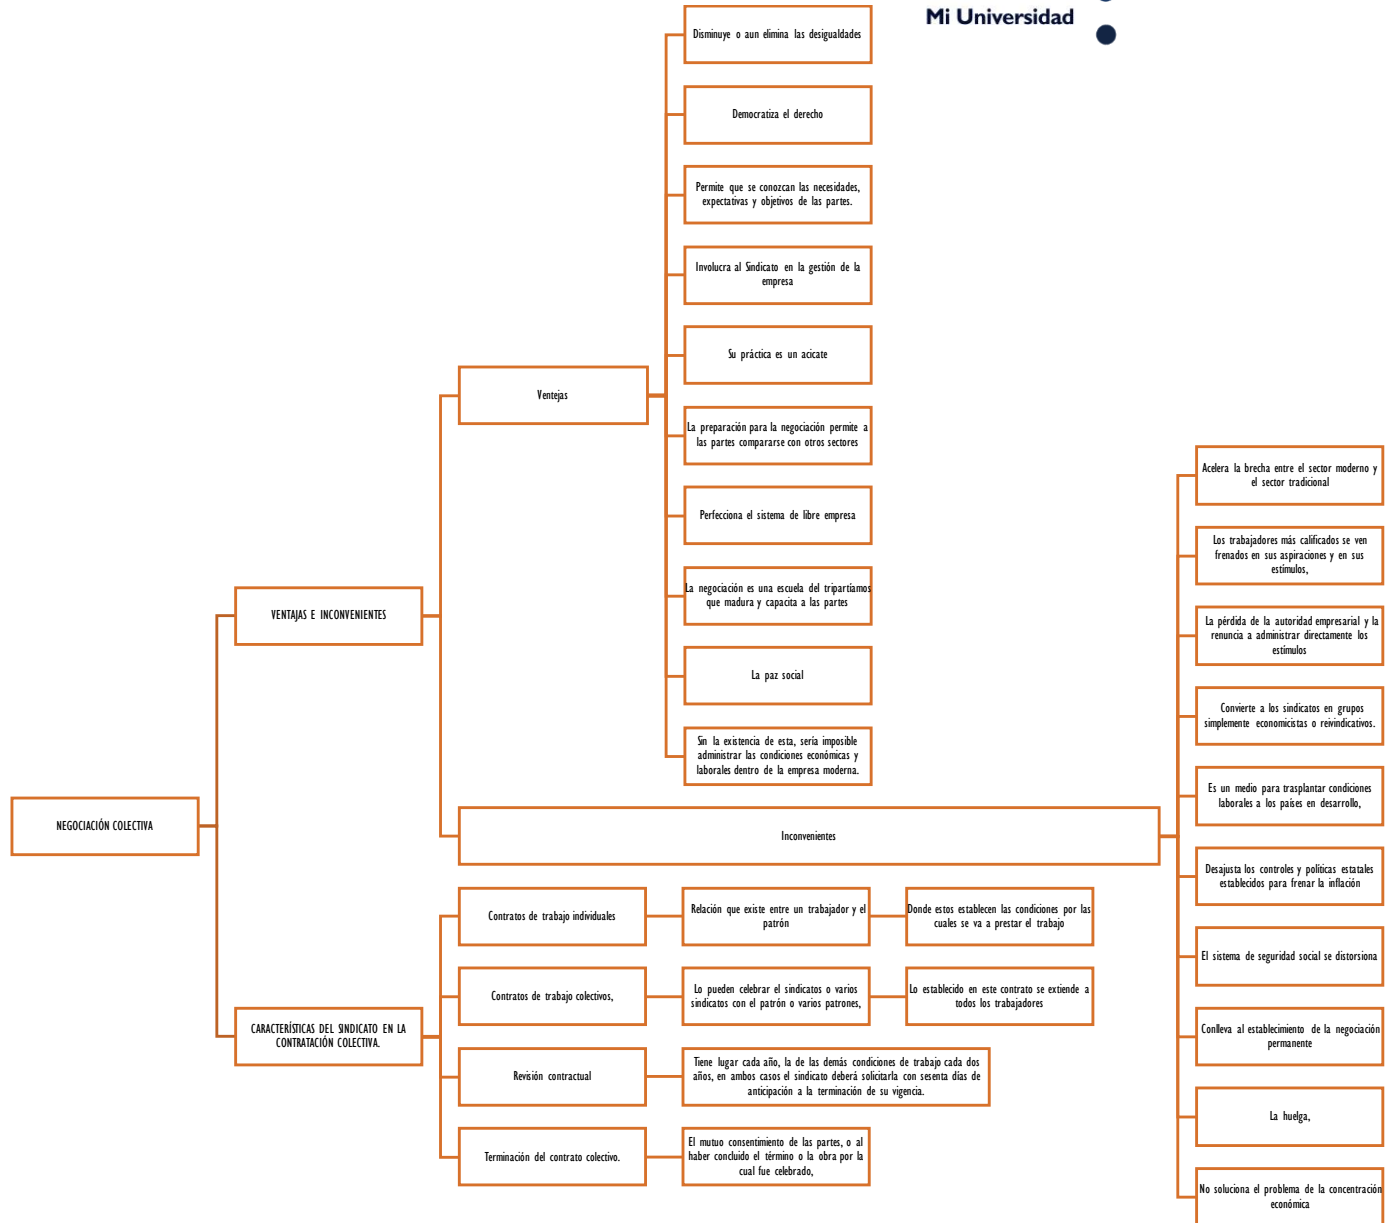 Mi Universidad
Disminuye o aun elimina las desigualdades
Democratiza el derecho
Permite que se conozcan las necesidades,
expectativas y objetivos de las partes.
Involucra al Sindicato en la gestión de la
empresa
Su práctica es un acicate
La preparación para la negociación permite a
las partes compararse con otros sectores
Perfecciona el sistema de libre empresa
La negociación es una escuela del tripartíamos
que madura y capacita a las partes
La paz social
Sin la existencia de esta, sería imposible
administrar las condiciones económicas y
laborales dentro de la empresa moderna.
Ventejas
VENTAJAS E INCONVENIENTES
NEGOCIACIÓN COLECTIVA
Inconvenientes
Acelera la brecha entre el sector moderno y
el sector tradicional
Los trabajadores más calificados se ven
frenados en sus aspiraciones y en sus
estímulos,
La pérdida de la autoridad empresarial y la
renuncia a administrar directamente los
estímulos
Convierte a los sindicatos en grupos
simplemente economicistas o reivindicativos.
Es un medio para trasplantar condiciones
laborales a los países en desarrollo,
Desajusta los controles y políticas estatales
establecidos para frenar la inflación
El sistema de seguridad social se distorsiona
Conlleva al establecimiento de la negociación
permanente
La huelga,
No soluciona el problema de la concentración
económica
CARACTERÍSTICAS DEL SINDICATO EN LA
CONTRATACIÓN COLECTIVA.
Contratos de trabajo individuales
Relación que existe entre un trabajador y el
patrón
Donde estos establecen las condiciones por las
cuales se va a prestar el trabajo
Contratos de trabajo colectivos,
Lo pueden celebrar el sindicatos o varios
sindicatos con el patrón o varios patrones,
Lo establecido en este contrato se extiende a
todos los trabajadores
Revisión contractual
Tiene lugar cada año, la de las demás condiciones de trabajo cada dos
años, en ambos casos el sindicato deberá solicitarla con sesenta días de
anticipación a la terminación de su vigencia.
Terminación del contrato colectivo.
El mutuo consentimiento de las partes, o al
haber concluido el término o la obra por la
cual fue celebrado,